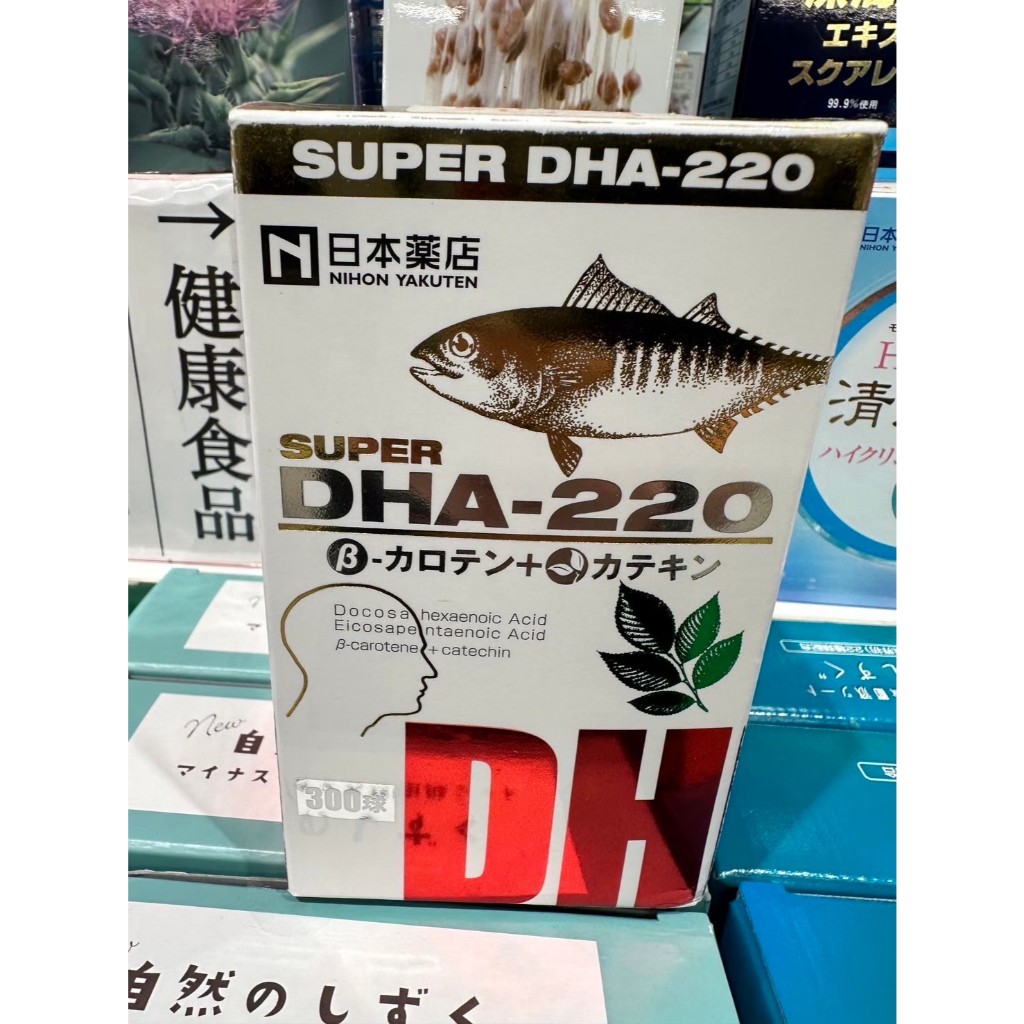 エキス
スクアレ
99.9%使用
SUPER DHA-220
N 日本薬店
NIHON YAKUTEN
→
健康食品
SUPER
DHA-220
β-カロテン+カテキン
Docosahexaenoic Acid
Eicosapentaenoic Acid
β-carotene + catechin
DH
300球
日本
NIHON Y
清
ハイクリ
New
自
マイナス
自然のしずく